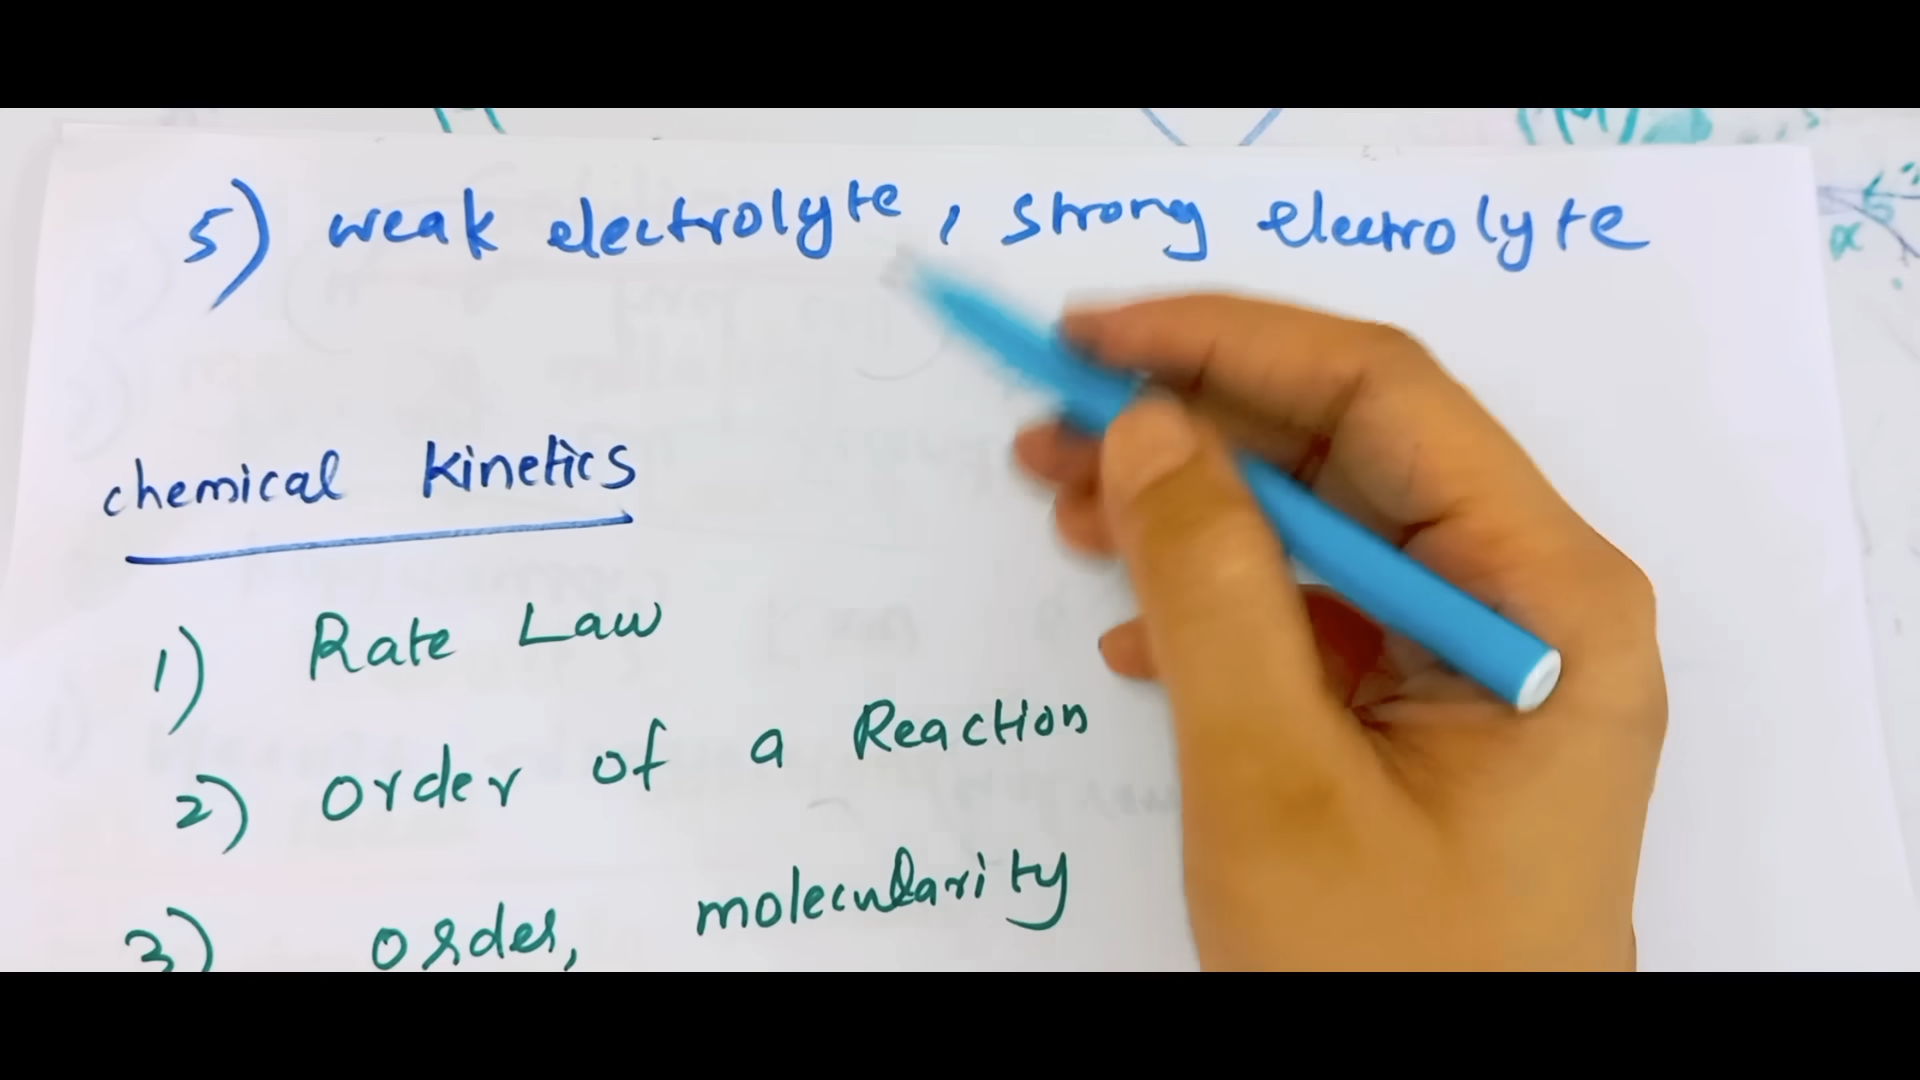 5) weak electrolyte, strong electrolyte
chemical kinetics
1) Rate Law
2) order of a Reaction
3) order, molecularity